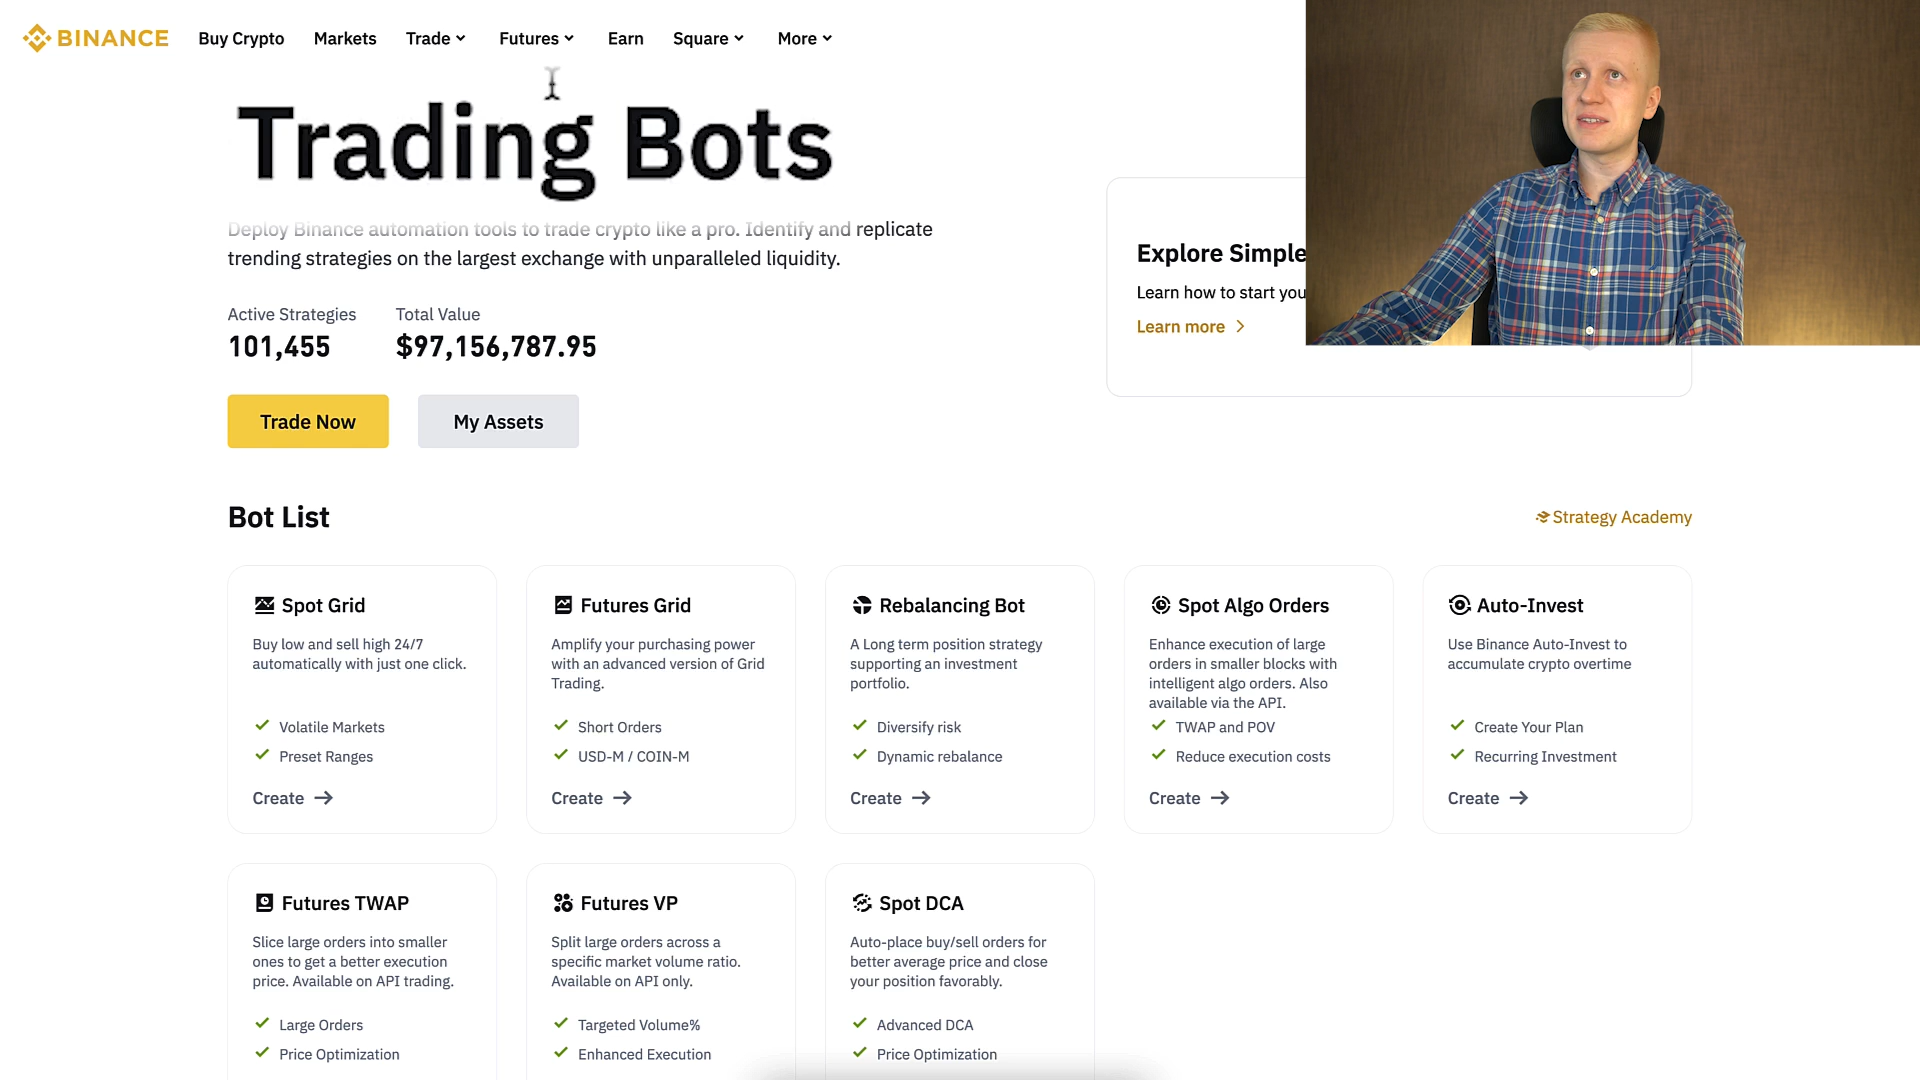 BINANCE Buy Crypto Markets Trade Futures Earn Square More
Trading Bots
Deploy Binance automation tools to trade crypto like a pro. Identify and replicate
trending strategies on the largest exchange with unparalleled liquidity.
Active Strategies Total Value
101,455 $97,156,787.95
Trade Now My Assets
Explore Simple
Learn how to start you
Learn more
Bot List
Strategy Academy
Spot Grid
Buy low and sell high 24/7
automatically with just one click.
Volatile Markets
Preset Ranges
Create
Futures Grid
Amplify your purchasing power
with an advanced version of Grid
Trading.
Short Orders
USD-M / COIN-M
Create
Rebalancing Bot
A Long term position strategy
supporting an investment
portfolio.
Diversify risk
Dynamic rebalance
Create
Spot Algo Orders
Enhance execution of large
orders in smaller blocks with
intelligent algo orders. Also
available via the API.
TWAP and POV
Reduce execution costs
Create
Auto-Invest
Use Binance Auto-Invest to
accumulate crypto overtime
Create Your Plan
Recurring Investment
Create
Futures TWAP
Slice large orders into smaller
ones to get a better execution
price. Available on API trading.
Large Orders
Price Optimization
Futures VP
Split large orders across a
specific market volume ratio.
Available on API only.
Targeted Volume%
Enhanced Execution
Spot DCA
Auto-place buy/sell orders for
better average price and close
your position favorably.
Advanced DCA
Price Optimization